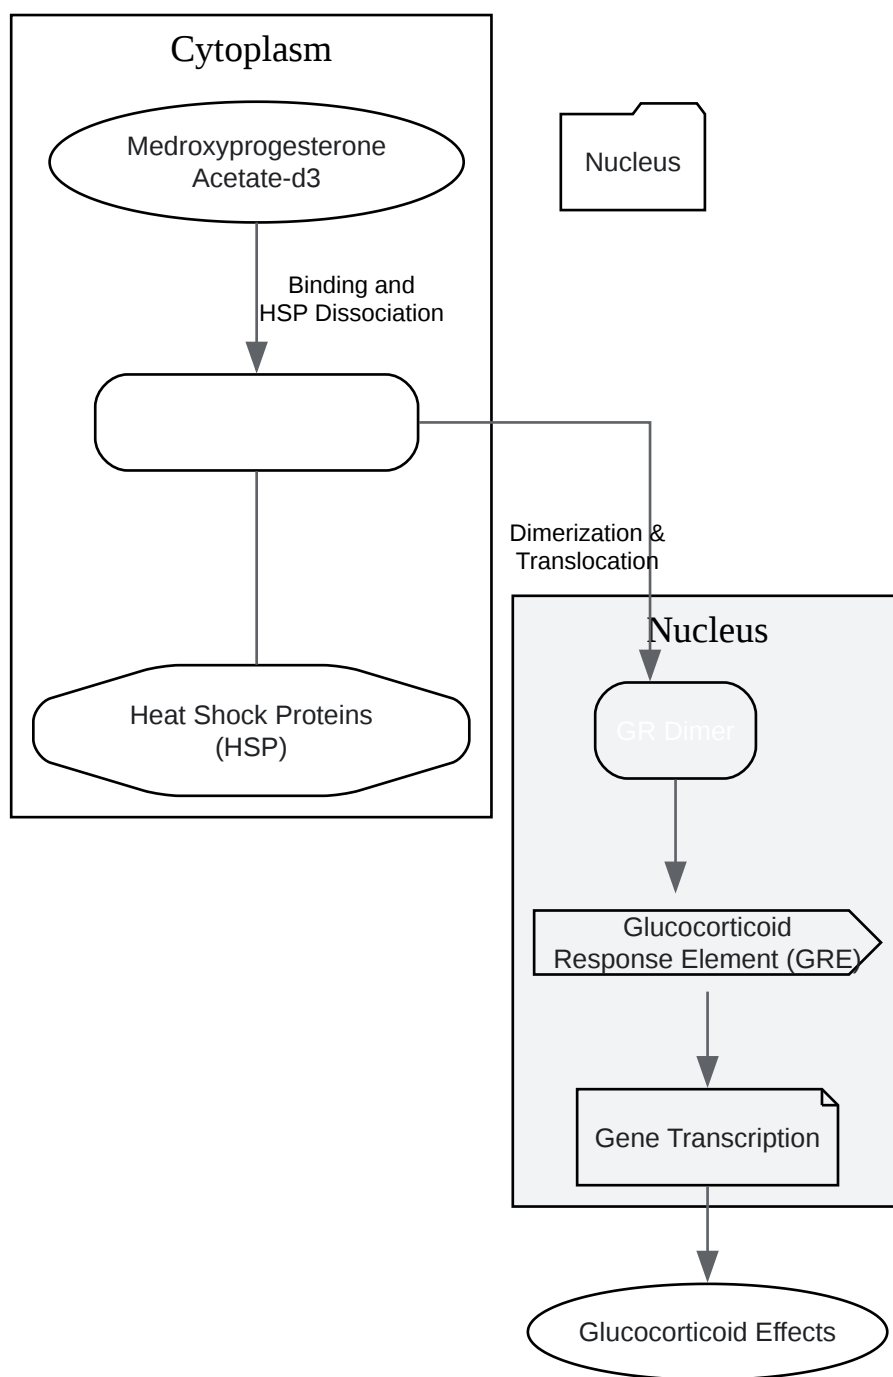 Cytoplasm
Medroxyprogesterone
Acetate-d3
Nucleus
Binding and
HSP Dissociation
Dimerization &
Translocation
Nucleus
Heat Shock Proteins
(HSP)
GR Dimer
Glucocorticoid
Response Element (GRE)
Gene Transcription
Glucocorticoid Effects